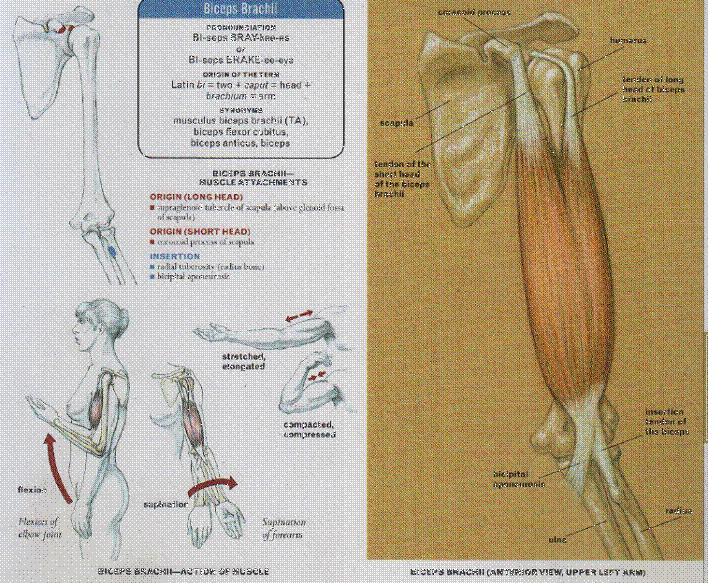 Biceps Brachii
PRONOUNCIATION
BI-seps BRAY-kee-es
or
BI-seps BRAKE-ee-eye
ORIGIN OF THE TERM
Latin bi = two + caput = head +
brachium = arm
SYNONYMS
musculus biceps brachii (TA),
biceps flexor cubitus,
biceps anticus, biceps
BICEPS BRACHII—
MUSCLE ATTACHMENTS
ORIGIN (LONG HEAD)
supraglenoid tubercle of scapula (above glenoid fossa
of scapula)
ORIGIN (SHORT HEAD)
coracoid process of scapula
INSERTION
radial tuberosity (radius bone)
bicipital aponeurosis
stretched,
elongated
compacted,
compressed
flexion
supination
Flexion of
elbow joint
Supination
of forearm
BICEPS BRACHII—ACTION OF MUSCLE
coracoid process
humerus
tendon of long
head of biceps
brachii
scapula
tendon of the
short head
of the biceps
brachii
insertion
tendon of
the biceps
bicipital
aponeurosis
radius
ulna
BICEPS BRACHII (ANTERIOR VIEW, UPPER LEFT ARM)